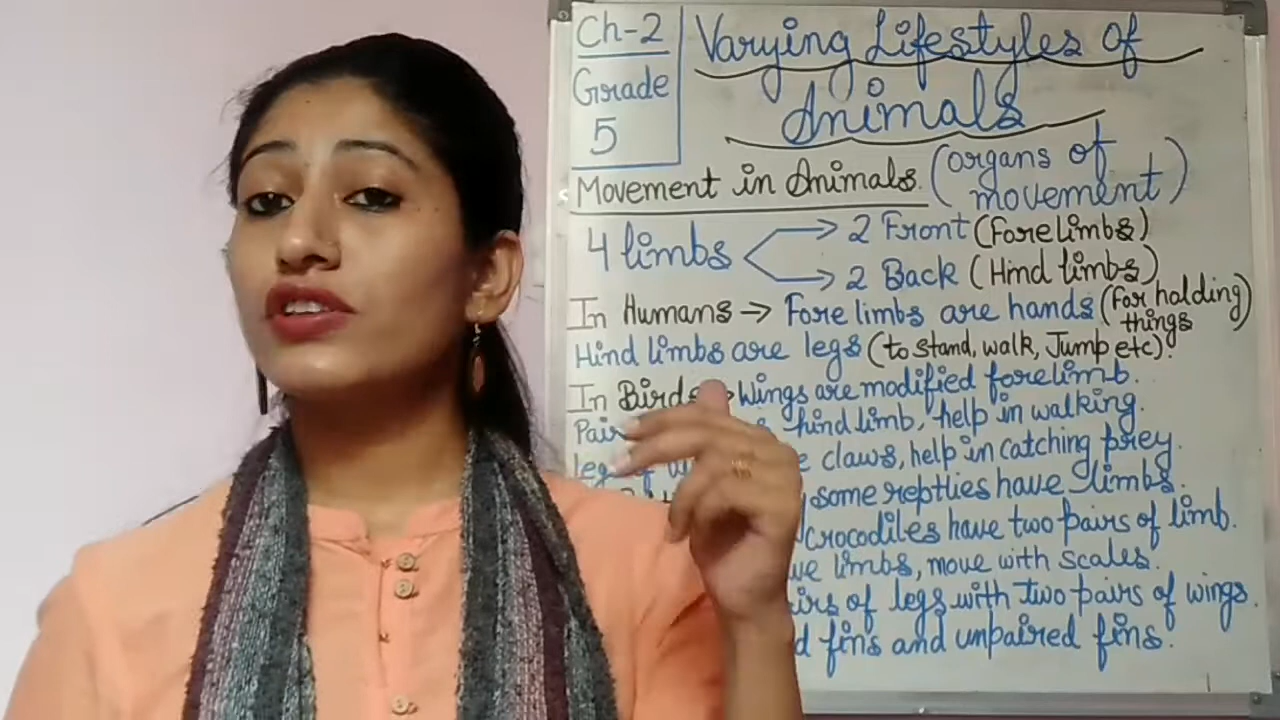 Ch-2
Grade
5
Varying Lifestyles of
Animals
Movement in Animals. (organs of
movement)
4 limbs
2 Front (Forelimbs)
2 Back (Hind limbs)
In Humans → Fore limbs are hands (for holding
things
Hind limbs are legs (to stand, walk, Jump etc).
In Birds → Wings are modified forelimb.
Pair hind limb, help in walking.
claws, help in catching prey.
some reptlies have limbs.
Crocodiles have two pairs of limb.
limbs, move with scales.
of legs with two pairs of wings.
fins and unpaired fins.